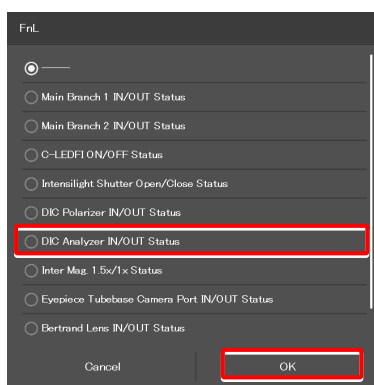 FnL
Main Branch 1 IN/OUT Status
Main Branch 2 IN/OUT Status
C-LEDFI ON/OFF Status
Intensilight Shutter Open/Close Status
DIC Polarizer IN/OUT Status
DIC Analyzer IN/OUT Status
Inter Mag. 1.5x/1x Status
Eyepiece Tubebase Camera Port IN/OUT Status
Bertrand Lens IN/OUT Status
Cancel OK